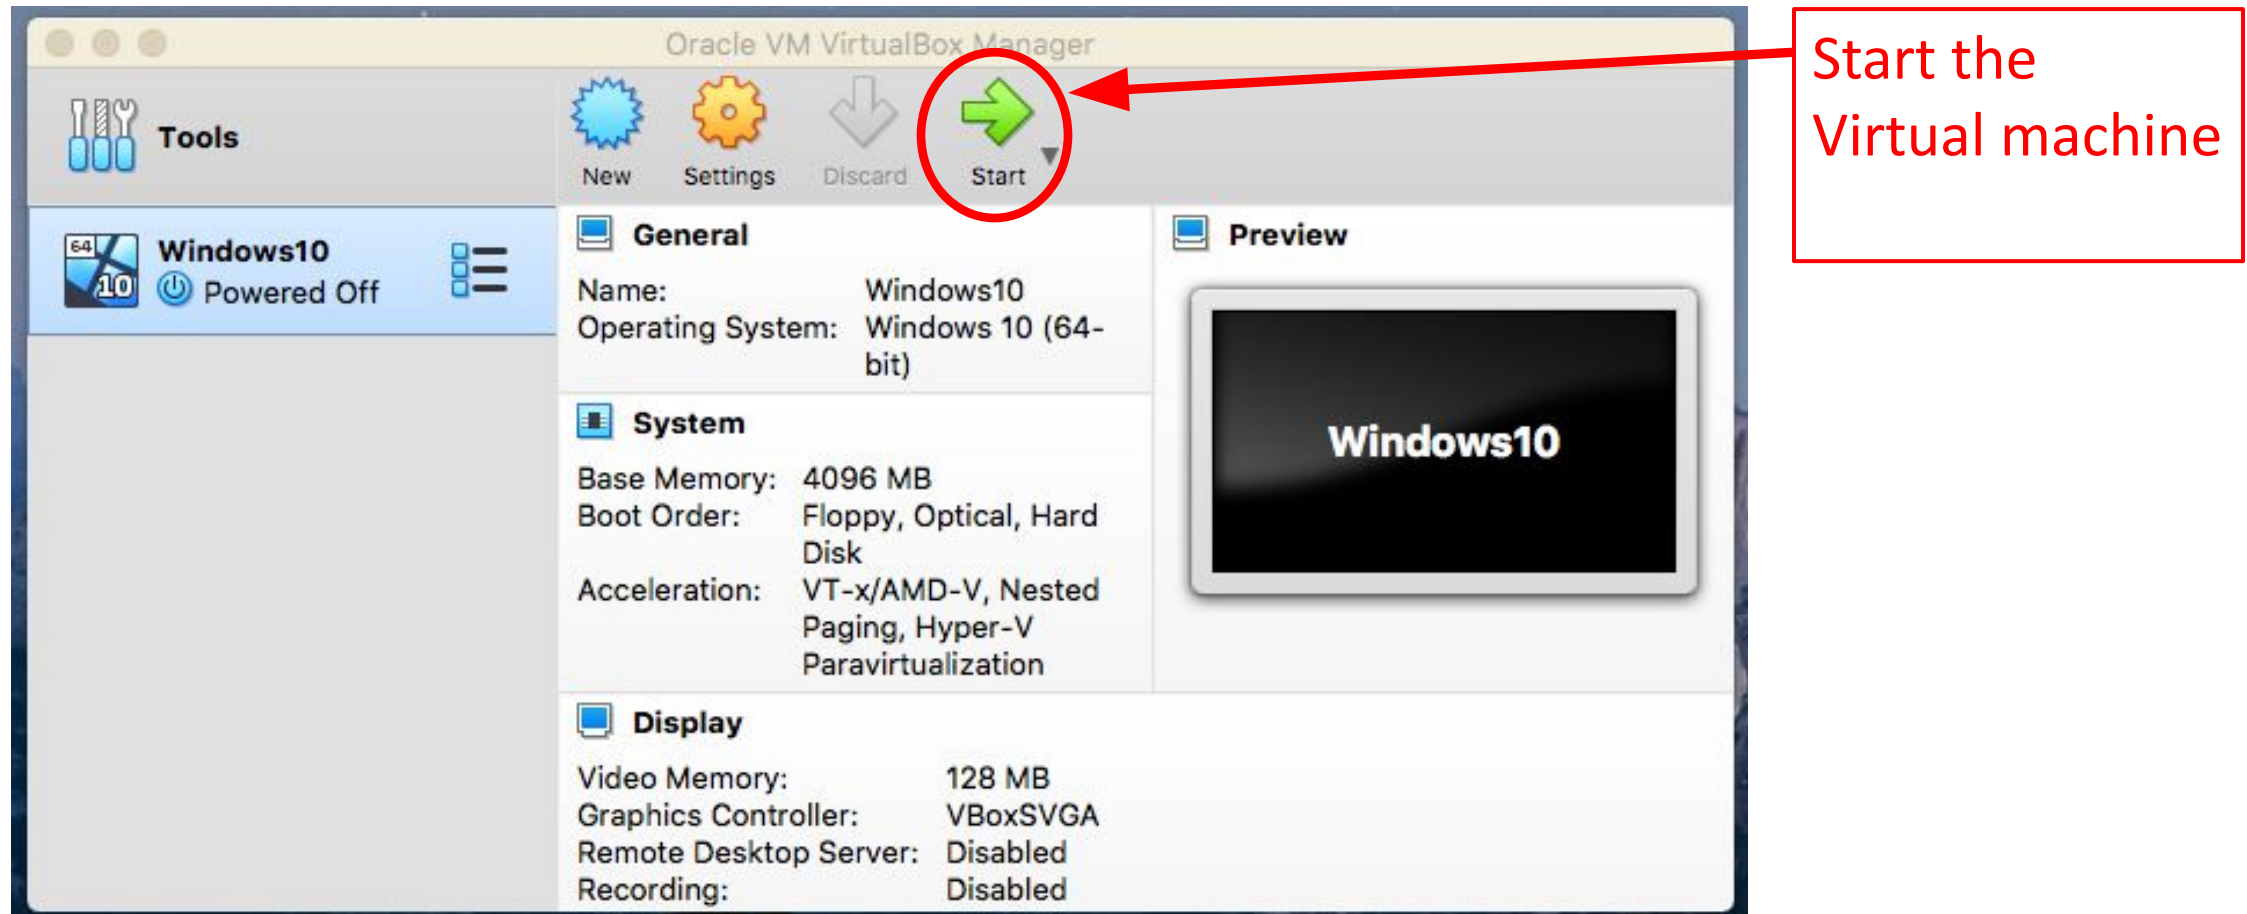 Oracle VM VirtualBox Manager
Start the
Virtual machine
Tools
New
Settings
Discard
Start
64
10
Windows10
Powered Off
General
Name: Windows10
Operating System: Windows 10 (64-
bit)
System
Base Memory: 4096 MB
Boot Order: Floppy, Optical, Hard
Disk
Acceleration: VT-x/AMD-V, Nested
Paging, Hyper-V
Paravirtualization
Preview
Windows10
Display
Video Memory: 128 MB
Graphics Controller: VBoxSVGA
Remote Desktop Server: Disabled
Recording: Disabled